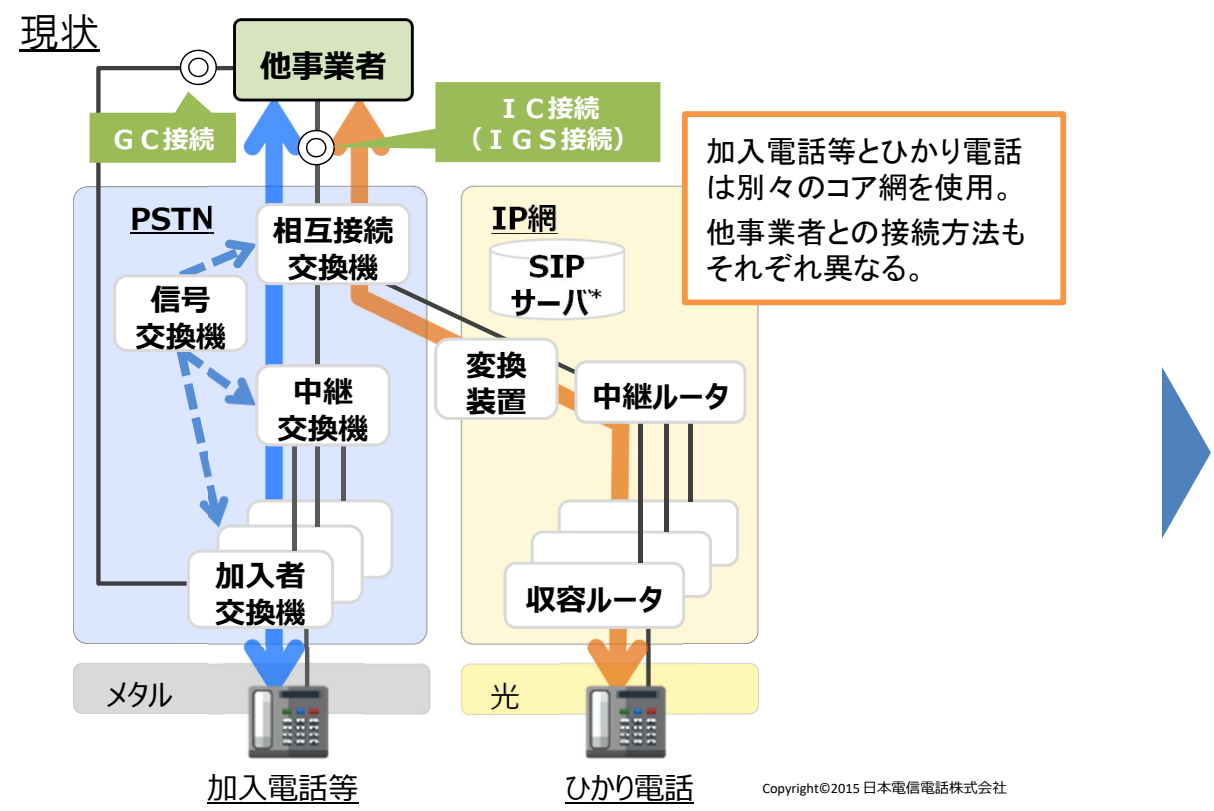 現状
他事業者
GC接続
IC接続
(IGS接続)
加入電話等とひかり電話
は別々のコア網を使用。
他事業者との接続方法も
それぞれ異なる。
PSTN
相互接続
交換機
信号
交換機
中継
交換機
加入者
交換機
IP網
SIP
サーバ*
変換
装置
中継ルータ
収容ルータ
メタル
光
加入電話等
ひかり電話
Copyright©2015 日本電信電話株式会社